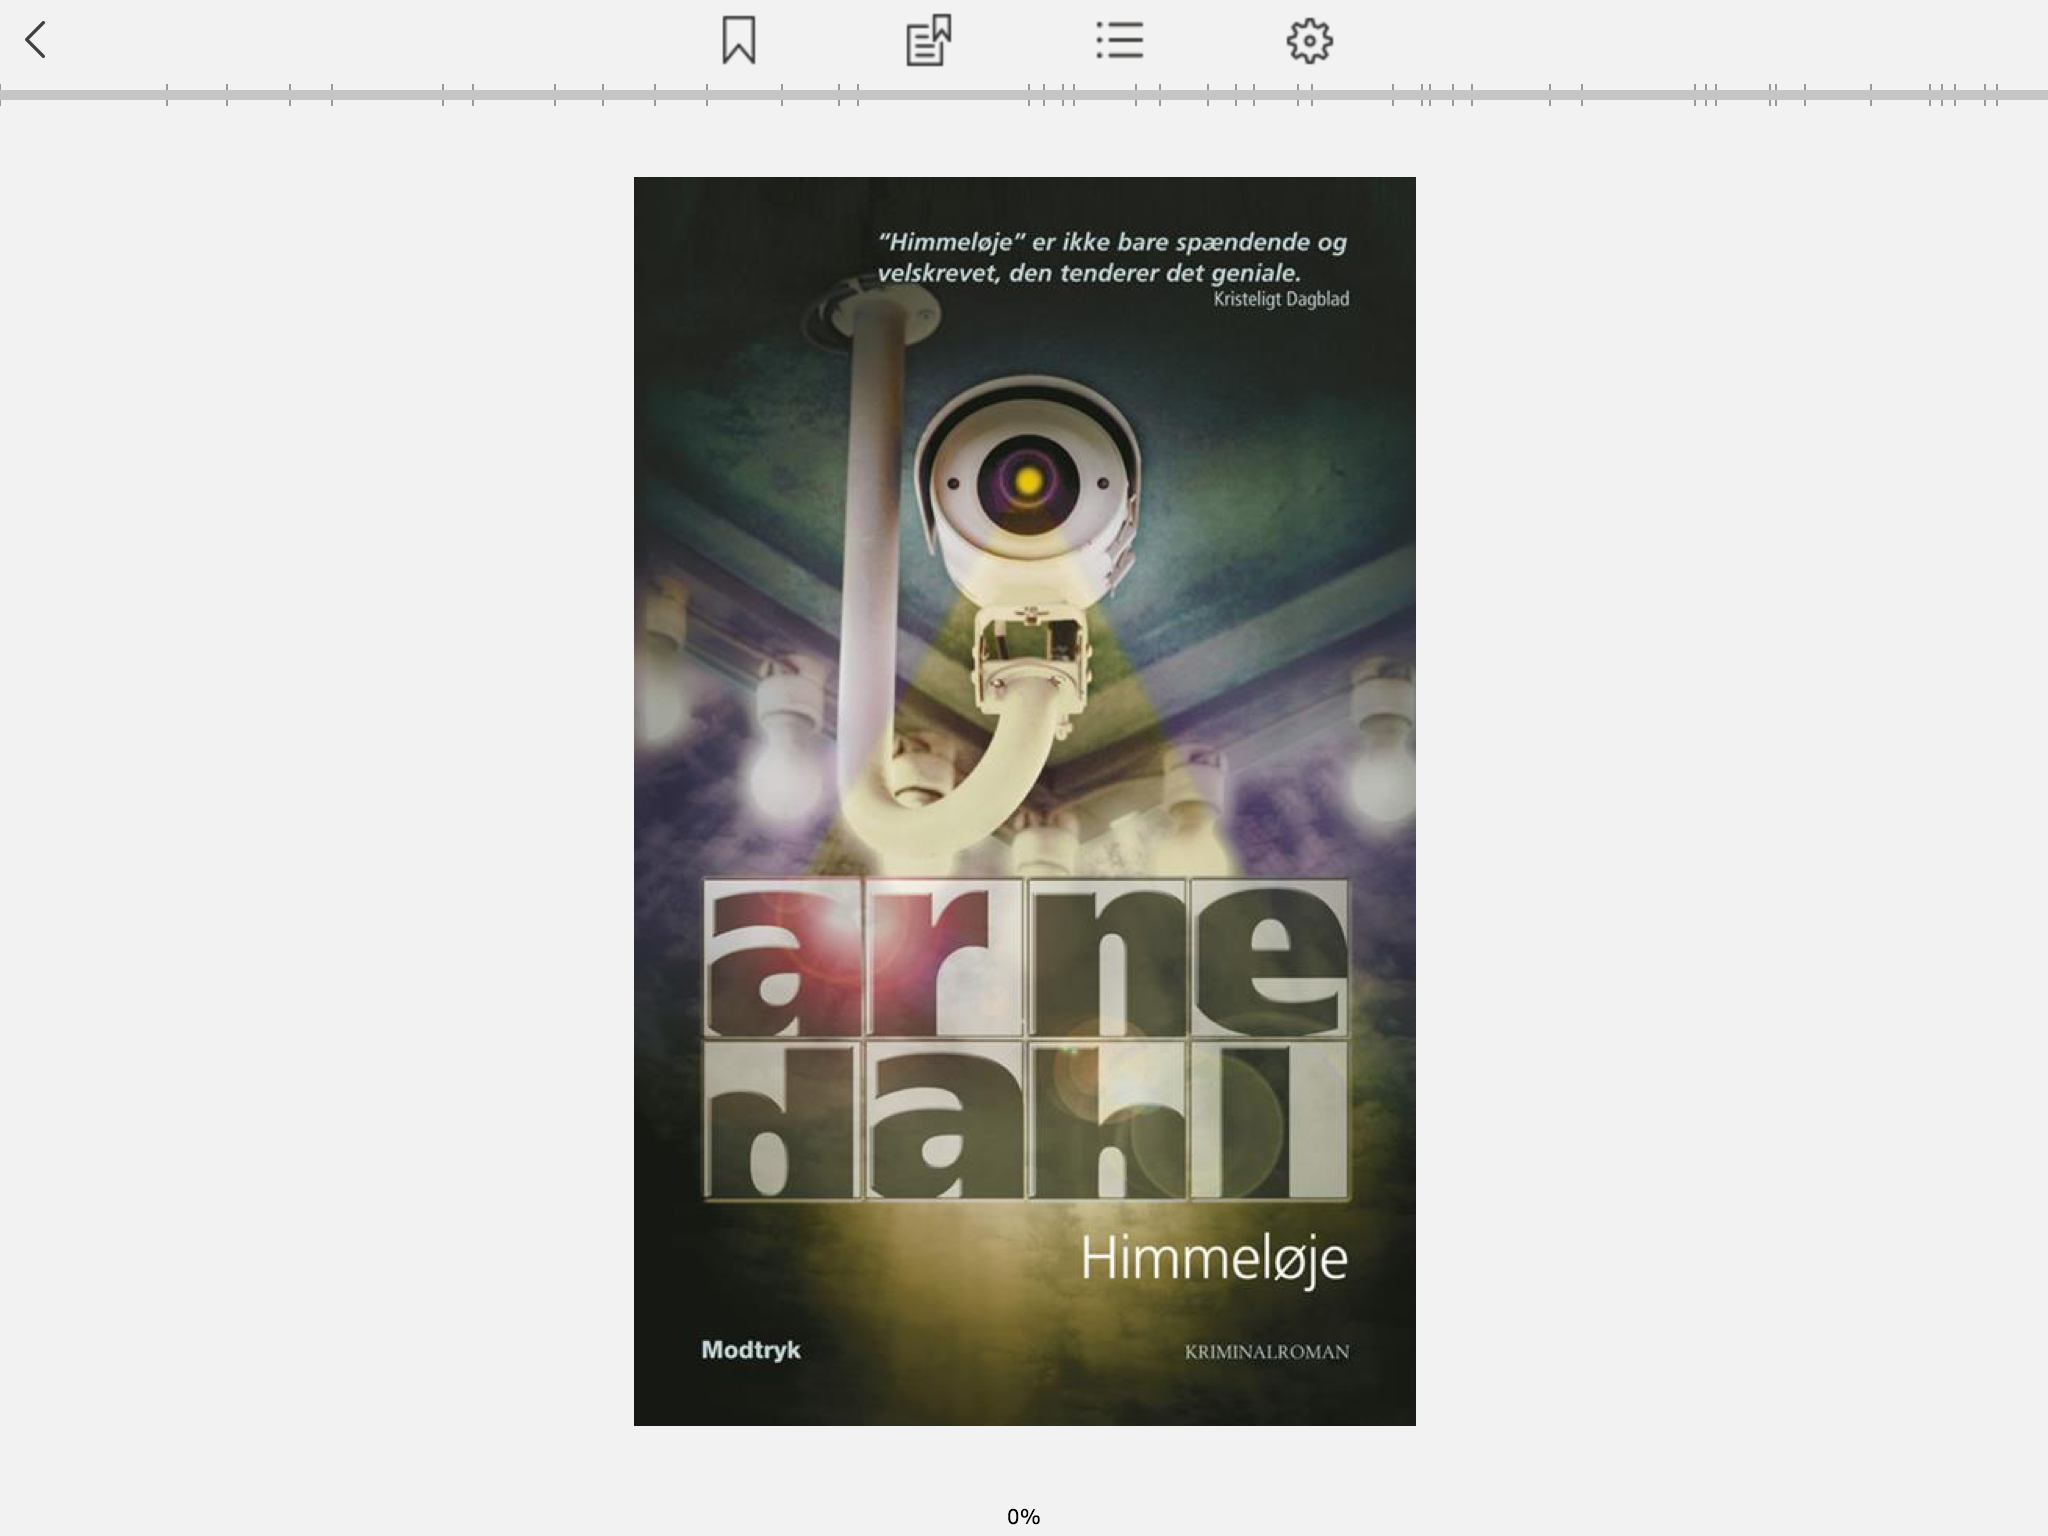 “Himmeløje” er ikke bare spændende og
velskrevet, den tenderer det geniale.
Kristeligt Dagblad
arne
dahl
Himmeløje
Modtryk
KRIMINALROMAN
0%